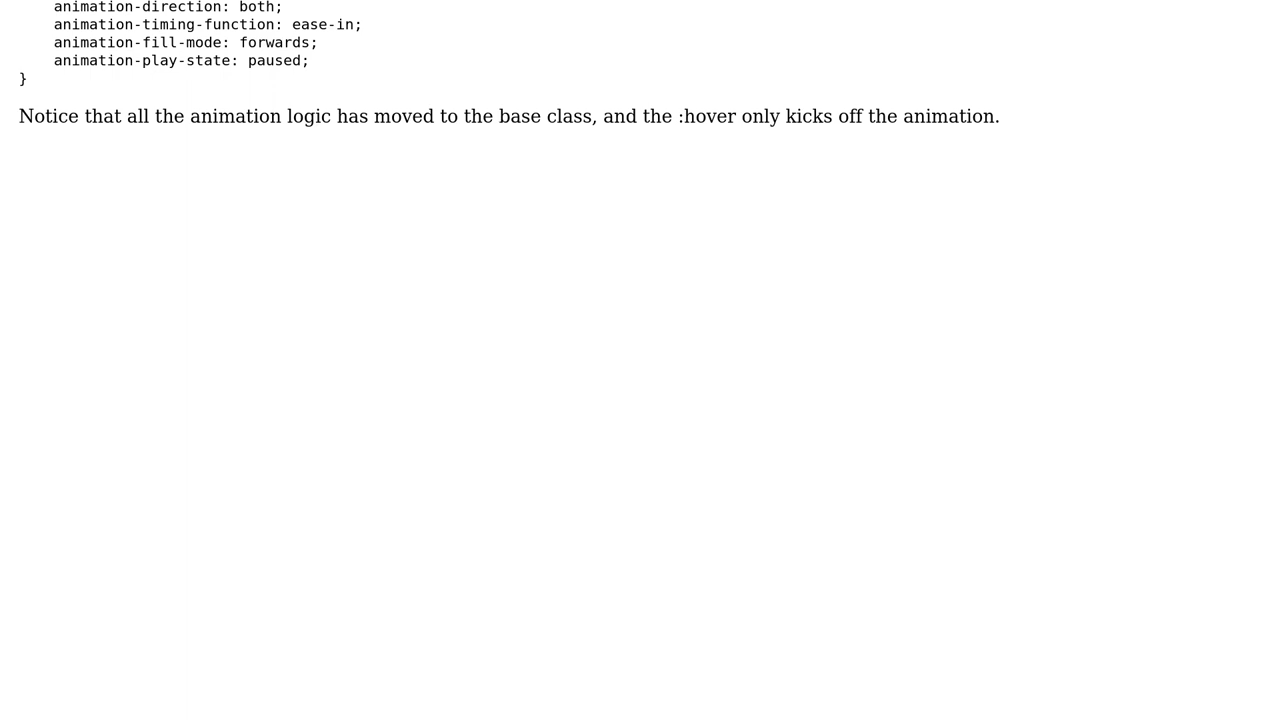 animation-direction: both;
animation-timing-function: ease-in;
animation-fill-mode: forwards;
animation-play-state: paused;
}
Notice that all the animation logic has moved to the base class, and the :hover only kicks off the animation.